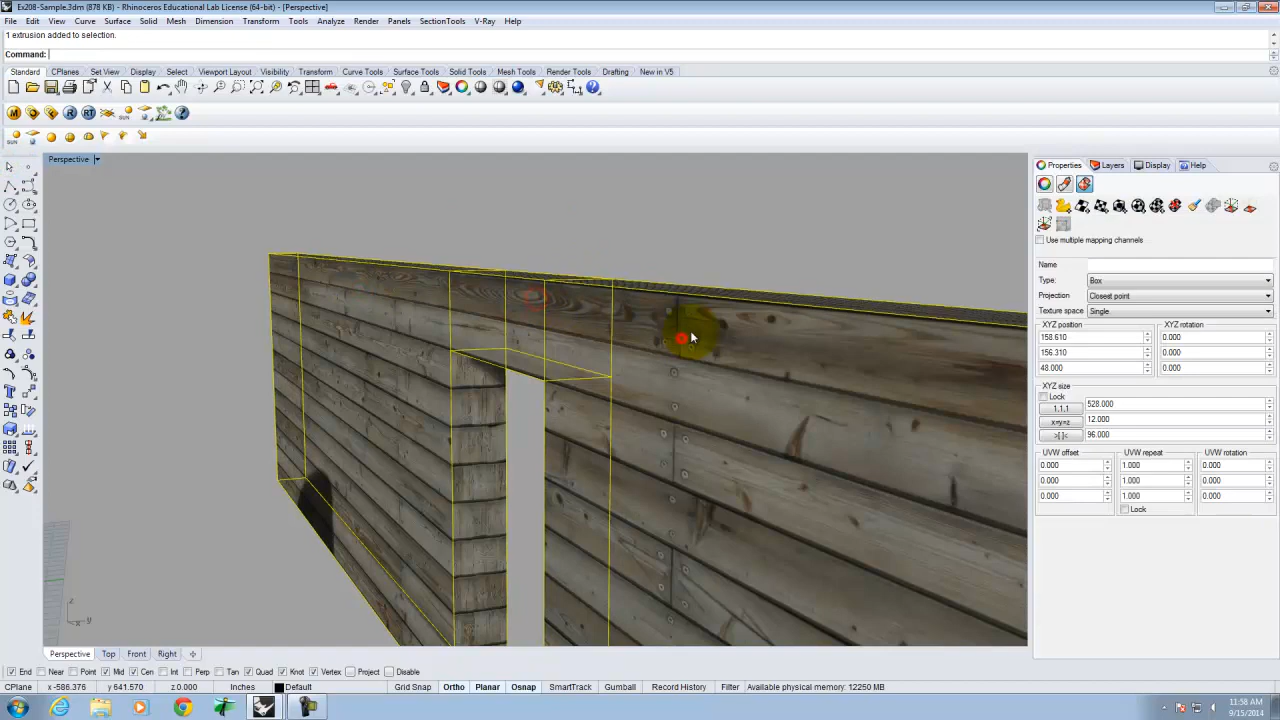 Ex208-Sample.3dm (878 KB) - Rhinoceros Educational Lab License (64-bit) - [Perspective]
File Edit View Curve Surface Solid Mesh Dimension Transform Tools Analyze Render Panels SectionTools V-Ray Help
1 extrusion added to selection.
Command:
Standard CPlanes Set View Display Select Viewport Layout Visibility Transform Curve Tools Surface Tools Solid Tools Mesh Tools Render Tools Drafting New in V5
M R RT SUN
SUN
Perspective
Properties Layers Display Help
Use multiple mapping channels
Name
Type: Box
Projection Closest point
Texture space Single
XYZ position XYZ rotation
158.610 0.000
156.310 0.000
48.000 0.000
XYZ size
Lock 528.000
1,1,1
x=y=z 12.000
>[ ]< 96.000
UVW offset UVW repeat UVW rotation
0.000 1.000 0.000
0.000 1.000 0.000
0.000 1.000 0.000
Lock
z
x y
Perspective Top Front Right
End Near Point Mid Cen Int Perp Tan Quad Knot Vertex Project Disable
CPlane x -586.376 y 641.570 z 0.000 Inches Default Grid Snap Ortho Planar Osnap SmartTrack Gumball Record History Filter Available physical memory: 12250 MB
11:58 AM
9/15/2014